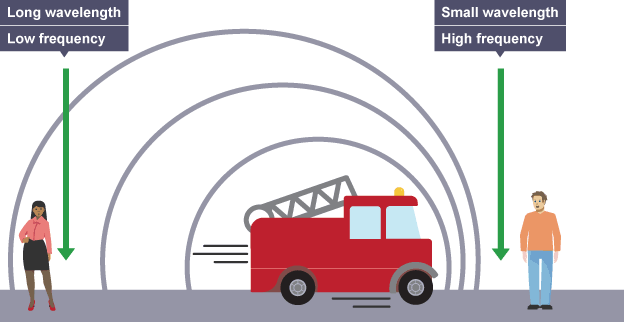 Long wavelength
Low frequency
Small wavelength
High frequency